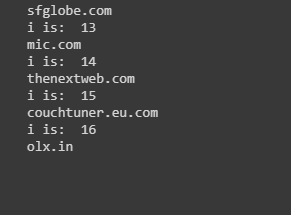 sfglobe.com
i is:  13
mic.com
i is:  14
thenextweb.com
i is:  15
couchtuner.eu.com
i is:  16
olx.in